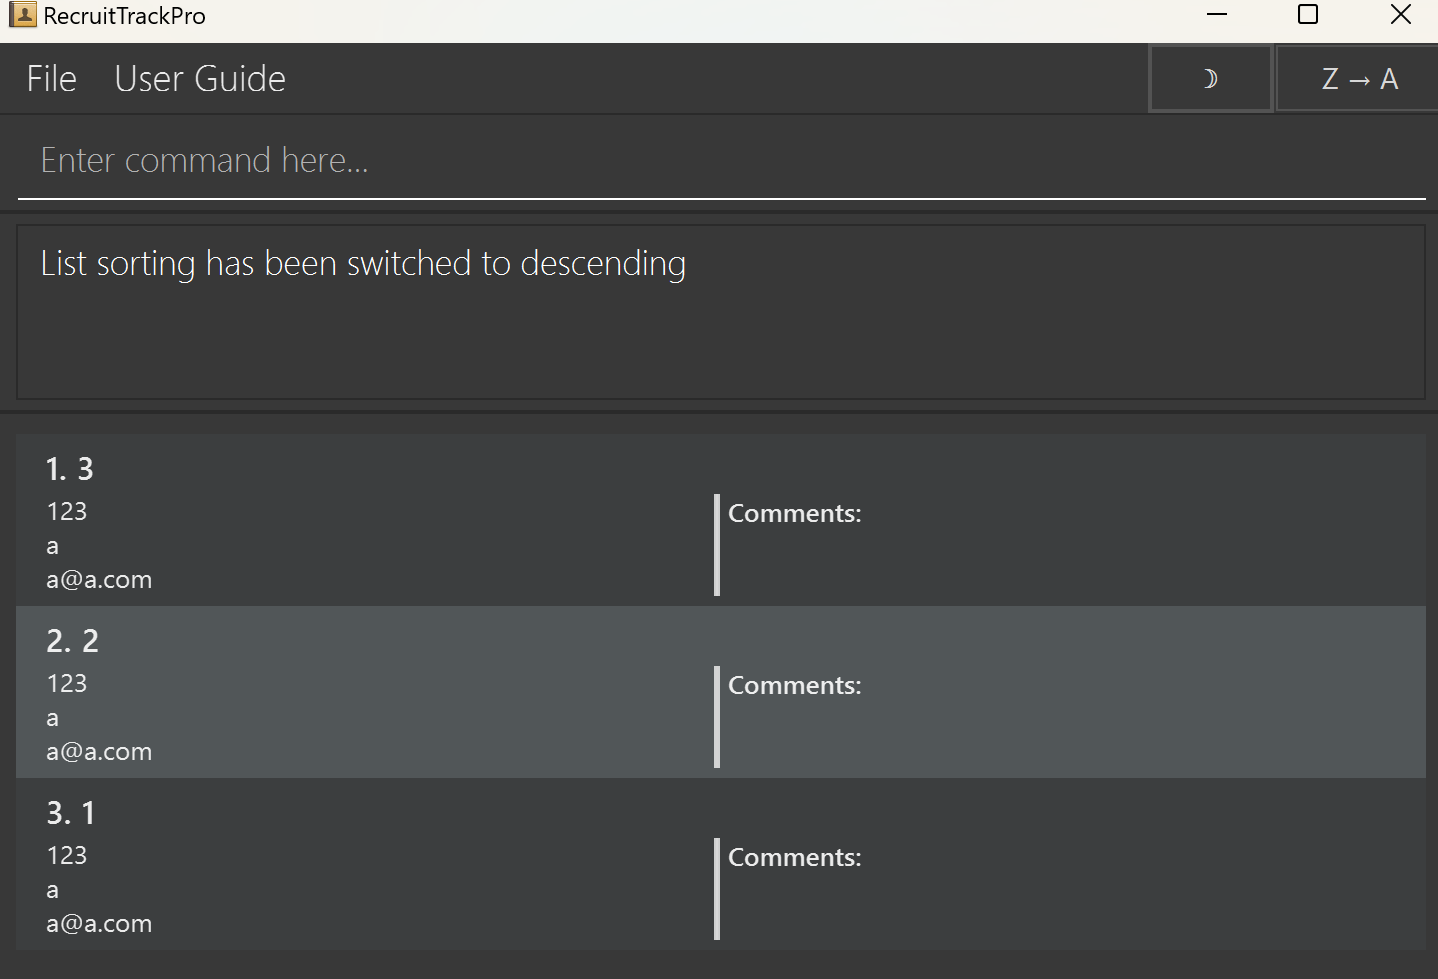 RecruitTrackPro
File User Guide ☽ Z → A
Enter command here...
List sorting has been switched to descending
1. 3
123
a
a@a.com
Comments:
2. 2
123
a
a@a.com
Comments:
3. 1
123
a
a@a.com
Comments: